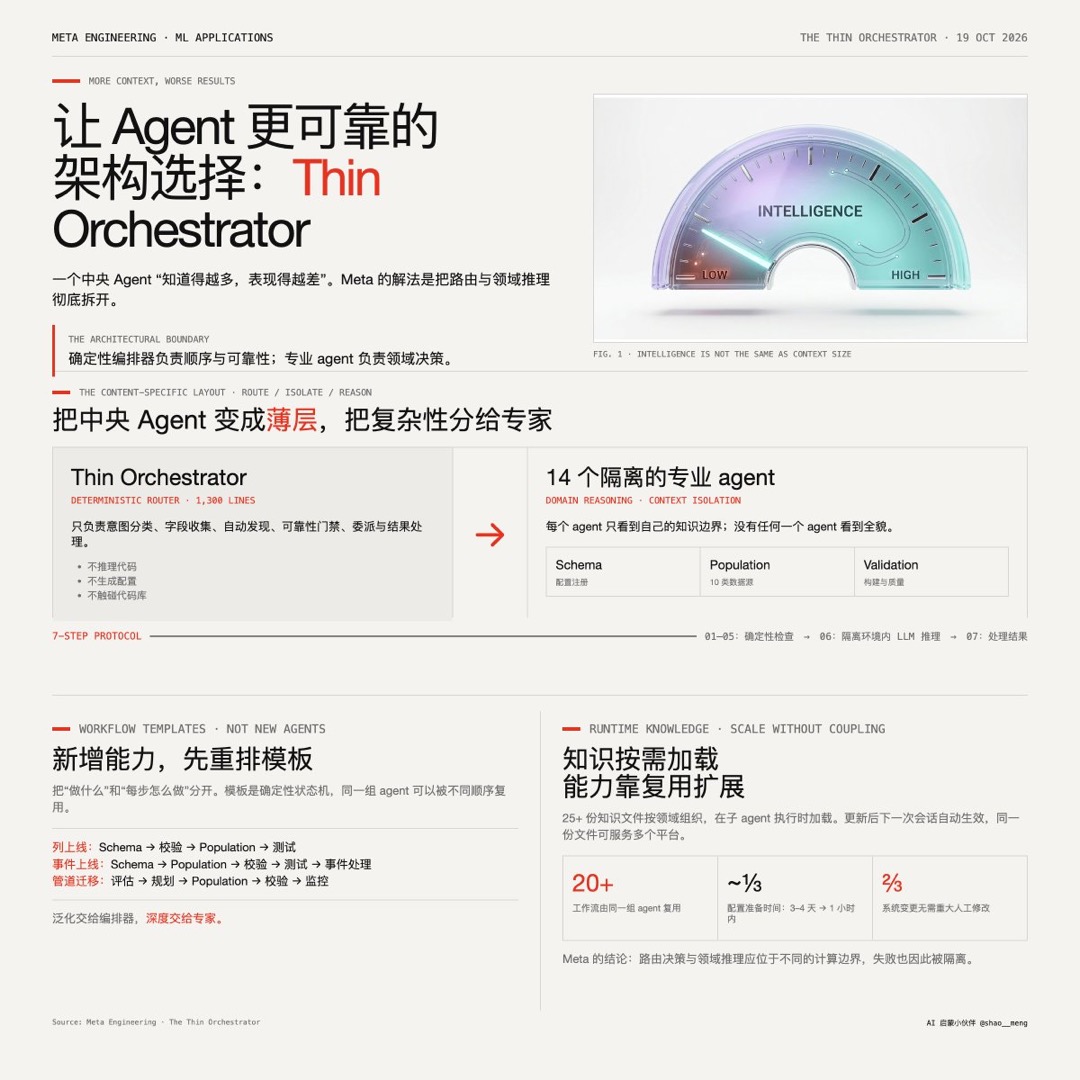 META ENGINEERING · ML APPLICATIONS
THE THIN ORCHESTRATOR · 19 OCT 2026
MORE CONTEXT, WORSE RESULTS
让 Agent 更可靠的
架构选择：Thin
Orchestrator
一个中央 Agent “知道得越多，表现得越差”。Meta 的解法是把路由与领域推理
彻底拆开。
THE ARCHITECTURAL BOUNDARY
确定性编排器负责顺序与可靠性；专业 agent 负责领域决策。
INTELLIGENCE
LOW
HIGH
FIG. 1 · INTELLIGENCE IS NOT THE SAME AS CONTEXT SIZE
THE CONTENT-SPECIFIC LAYOUT · ROUTE / ISOLATE / REASON
把中央 Agent 变成薄层，把复杂性分给专家
Thin Orchestrator
DETERMINISTIC ROUTER · 1,300 LINES
只负责意图分类、字段收集、自动发现、可靠性门禁、委派与结果处
理。
• 不推理代码
• 不生成配置
• 不触碰代码库
→
14 个隔离的专业 agent
DOMAIN REASONING · CONTEXT ISOLATION
每个 agent 只看到自己的知识边界；没有任何一个 agent 看到全貌。
Schema
配置注册
Population
10 类数据源
Validation
构建与质量
7-STEP PROTOCOL
01—05：确定性检查 → 06：隔离环境内 LLM 推理 → 07：处理结果
WORKFLOW TEMPLATES · NOT NEW AGENTS
新增能力，先重排模板
把“做什么”和“每步怎么做”分开。模板是确定性状态机，同一组 agent 可以被不同顺序复
用。
列上线：Schema → 校验 → Population → 测试
事件上线：Schema → Population → 校验 → 测试 → 事件处理
管道迁移：评估 → 规划 → Population → 校验 → 监控
泛化交给编排器，深度交给专家。
RUNTIME KNOWLEDGE · SCALE WITHOUT COUPLING
知识按需加载
能力靠复用扩展
25+ 份知识文件按领域组织，在子 agent 执行时加载。更新后下一次会话自动生效，同一
份文件可服务多个平台。
20+
工作流由同一组 agent 复用
~⅓
配置准备时间：3–4 天 → 1 小时
内
⅔
系统变更无需重大人工修改
Meta 的结论：路由决策与领域推理应位于不同的计算边界，失败也因此被隔离。
Source: Meta Engineering · The Thin Orchestrator
AI 启蒙小伙伴 @shao__meng